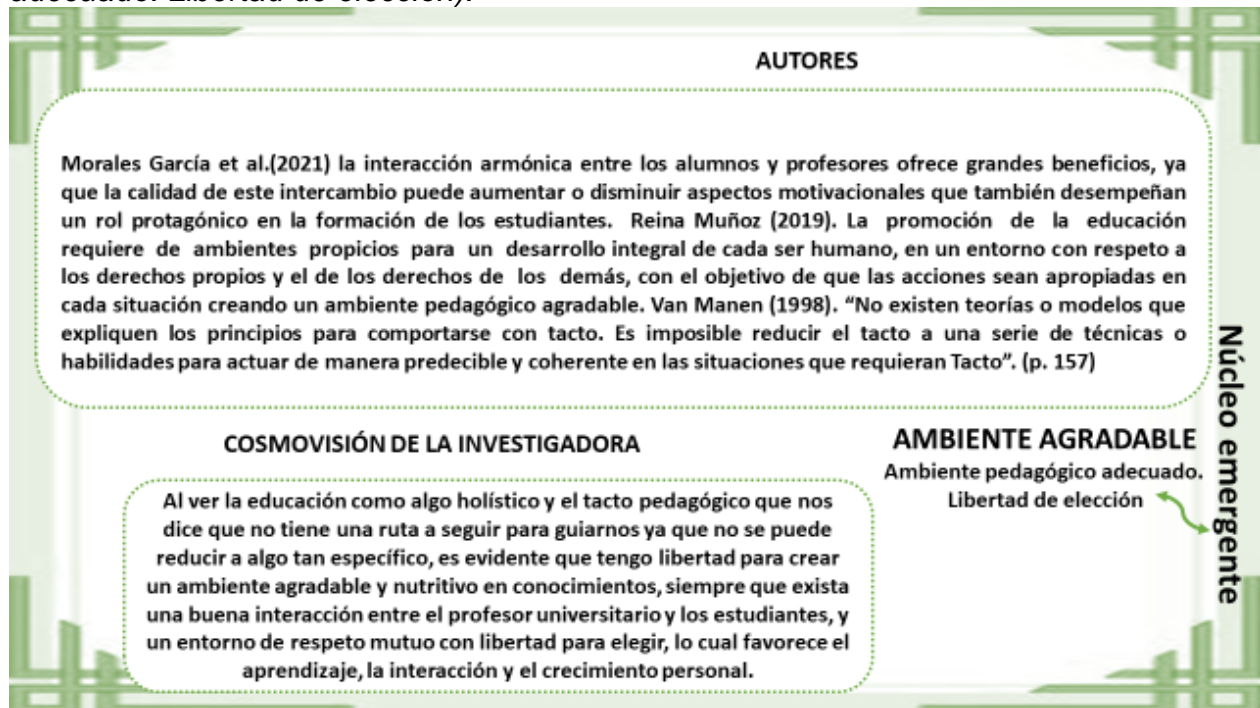 adecuado. Libertad de elección).
AUTORES
Morales García et al.(2021) la interacción armónica entre los alumnos y profesores ofrece grandes beneficios, ya
que la calidad de este intercambio puede aumentar o disminuir aspectos motivacionales que también desempeñan
un rol protagónico en la formación de los estudiantes. Reina Muñoz (2019). La promoción de la educación
requiere de ambientes propicios para un desarrollo integral de cada ser humano, en un entorno con respeto a
los derechos propios y el de los derechos de los demás, con el objetivo de que las acciones sean apropiadas en
cada situación creando un ambiente pedagógico agradable. Van Manen (1998). “No existen teorías o modelos que
expliquen los principios para comportarse con tacto. Es imposible reducir el tacto a una serie de técnicas o
habilidades para actuar de manera predecible y coherente en las situaciones que requieran Tacto”. (p. 157)
COSMOVISIÓN DE LA INVESTIGADORA
Al ver la educación como algo holístico y el tacto pedagógico que nos
dice que no tiene una ruta a seguir para guiarnos ya que no se puede
reducir a algo tan específico, es evidente que tengo libertad para crear
un ambiente agradable y nutritivo en conocimientos, siempre que exista
una buena interacción entre el profesor universitario y los estudiantes, y
un entorno de respeto mutuo con libertad para elegir, lo cual favorece el
aprendizaje, la interacción y el crecimiento personal.
AMBIENTE AGRADABLE
Ambiente pedagógico adecuado.
Libertad de elección
Núcleo emergente